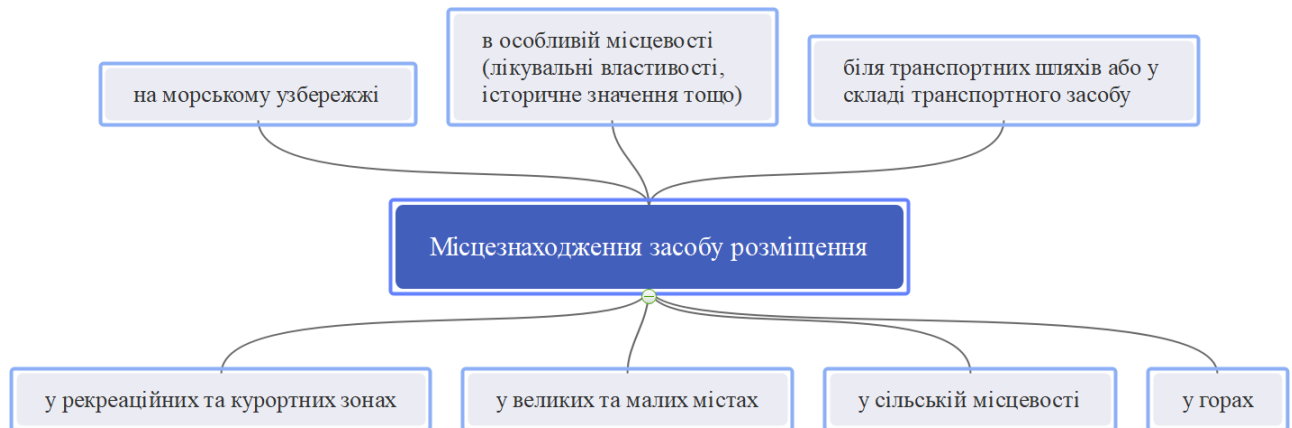 на морському узбережжі
в особливій місцевості
(лікувальні властивості,
історичне значення тощо)
біля транспортних шляхів або у
складі транспортного засобу
Місцезнаходження засобу розміщення
у рекреаційних та курортних зонах
у великих та малих містах
у сільській місцевості
у горах